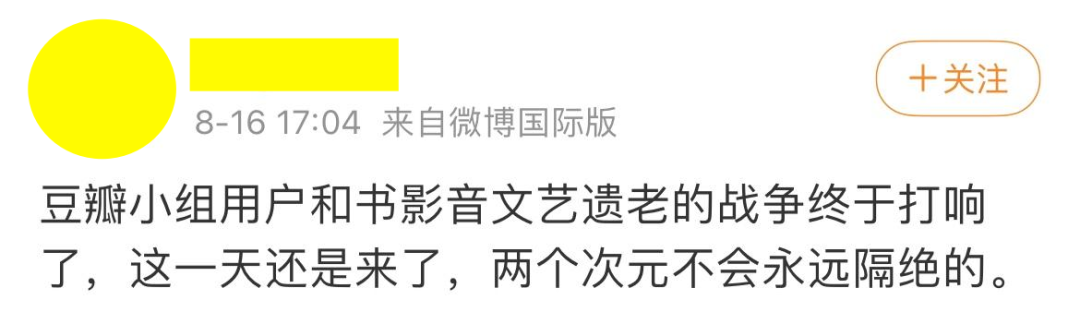 +关注
8-16 17:04 来自微博国际版
豆瓣小组用户和书影音文艺遗老的战争终于打响
了，这一天还是来了，两个次元不会永远隔绝的。